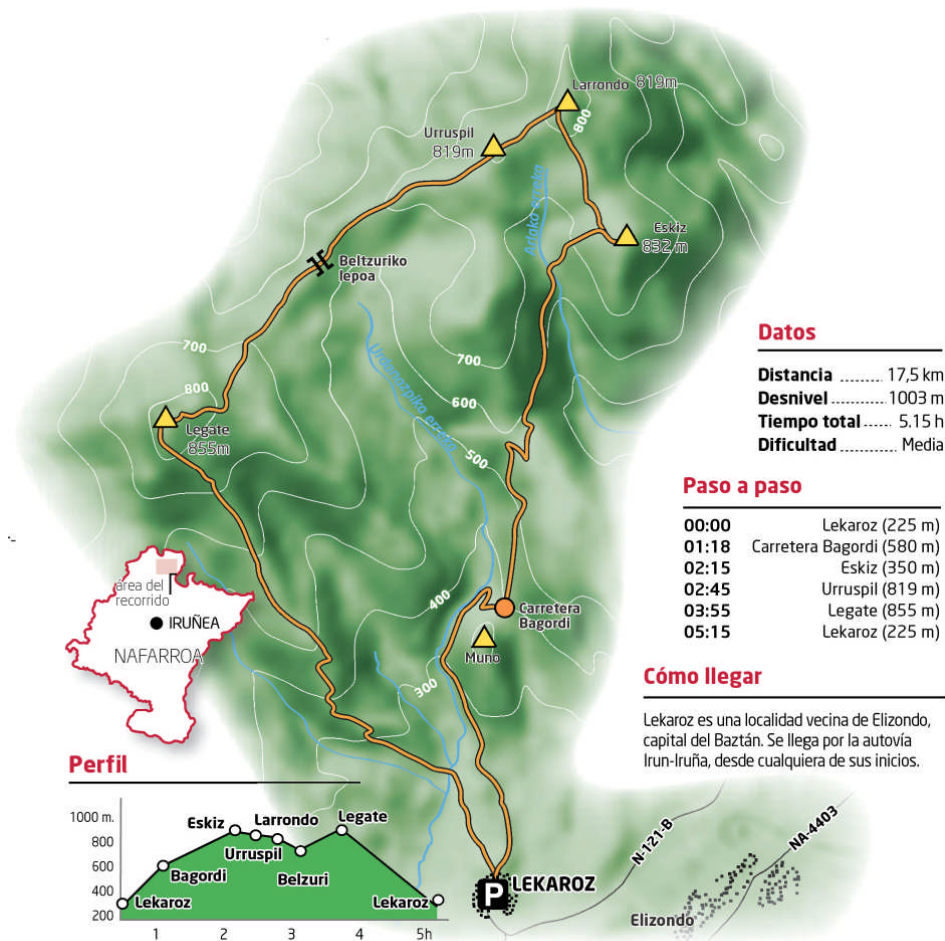 Larrondo 819m
800
Urruspil
819m
Artako erreka
Eskiz
832 m
Beltzuriko
lepoa
700
800
Legate
855m
700
600
500
400
Carretera
Bagordi
Muno
300
área del
recorrido
IRUÑEA
NAFARROA
Datos
Distancia ........ 17,5 km
Desnivel ........ 1003 m
Tiempo total .... 5.15 h
Dificultad ........ Media
Paso a paso
00:00 Lekaroz (225 m)
01:18 Carretera Bagordi (580 m)
02:15 Eskiz (350 m)
02:45 Urruspil (819 m)
03:55 Legate (855 m)
05:15 Lekaroz (225 m)
Cómo llegar
Lekaroz es una localidad vecina de Elizondo,
capital del Baztán. Se llega por la autovía
Irun-Iruña, desde cualquiera de sus inicios.
Perfil
1000 m.
800
600
400
200
Lekaroz
Bagordi
Eskiz
Urruspil
Larrondo
Belzuri
Legate
Lekaroz
1 2 3 4 5h
P LEKAROZ
N-121-B
NA-4403
Elizondo